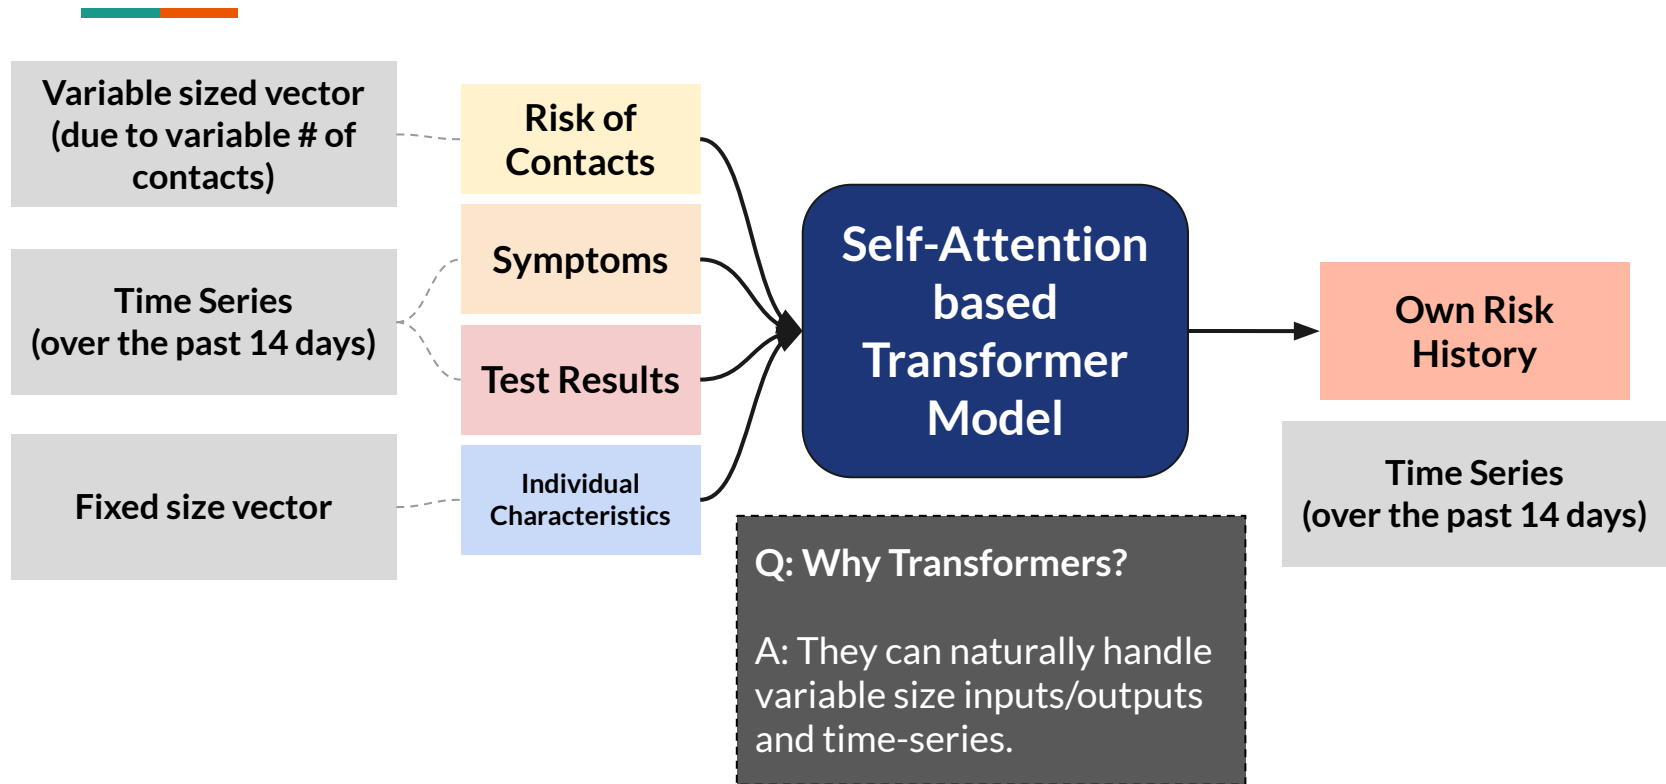 Variable sized vector
(due to variable # of
contacts)
Time Series
(over the past 14 days)
Fixed size vector
Risk of
Contacts
Symptoms
Test Results
Individual
Characteristics
Self-Attention
based
Transformer
Model
Own Risk
History
Time Series
(over the past 14 days)
Q: Why Transformers?
A: They can naturally handle
variable size inputs/outputs
and time-series.